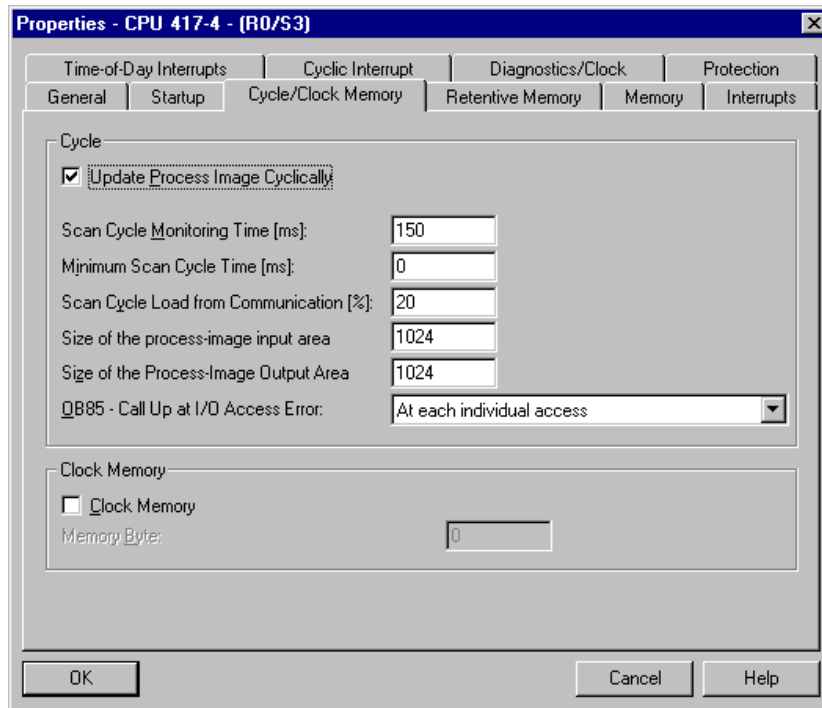 Properties - CPU 417-4 - (R0/S3)
Time-of-Day Interrupts Cyclic Interrupt Diagnostics/Clock Protection
General Startup Cycle/Clock Memory Retentive Memory Memory Interrupts
Cycle
Update Process Image Cyclically
Scan Cycle Monitoring Time [ms]: 150
Minimum Scan Cycle Time [ms]: 0
Scan Cycle Load from Communication [%]: 20
Size of the process-image input area 1024
Size of the Process-Image Output Area 1024
OB85 - Call Up at I/O Access Error: At each individual access
Clock Memory
Clock Memory
Memory Byte: 0
OK Cancel Help